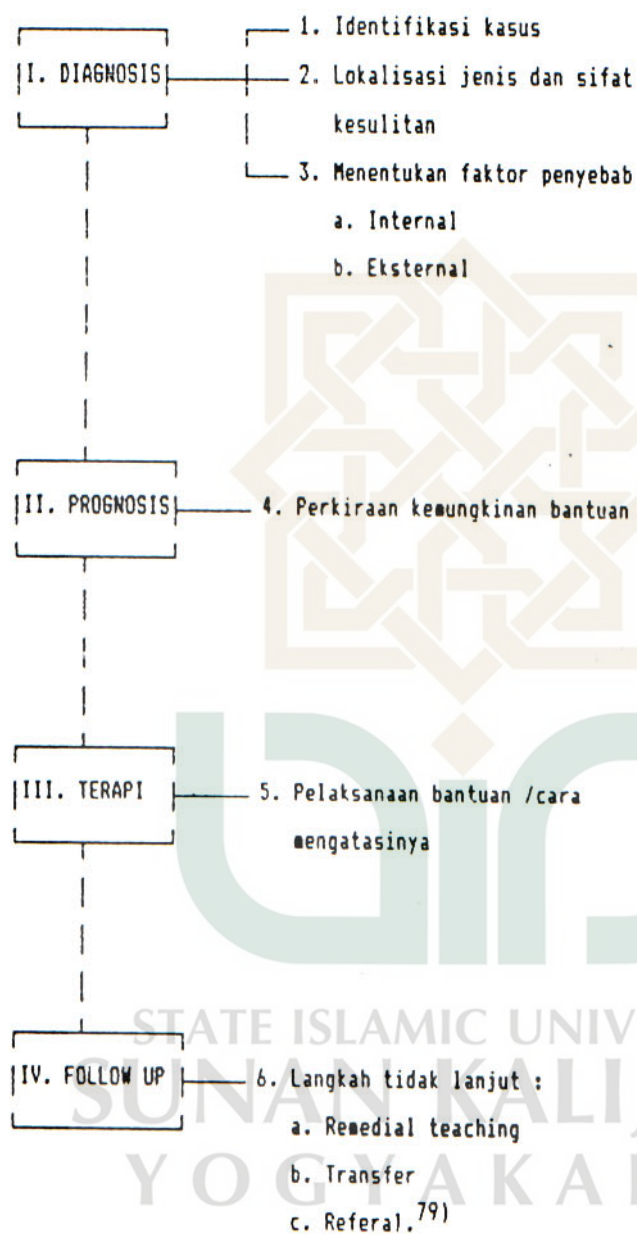 1. Identifikasi kasus
I. DIAGNOSIS
2. Lokalisasi jenis dan sifat
kesulitan
3. Menentukan faktor penyebab
a. Internal
b. Eksternal
II. PROGNOSIS
4. Perkiraan kemungkinan bantuan
III. TERAPI
5. Pelaksanaan bantuan /cara
mengatasinya
STATE ISLAMIC UNIV
IV. FOLLOW UP
6. Langkah tidak lanjut :
SUNAN KALIJ
a. Remedial teaching
b. Transfer
YOGYAKA
c. Referal.79)